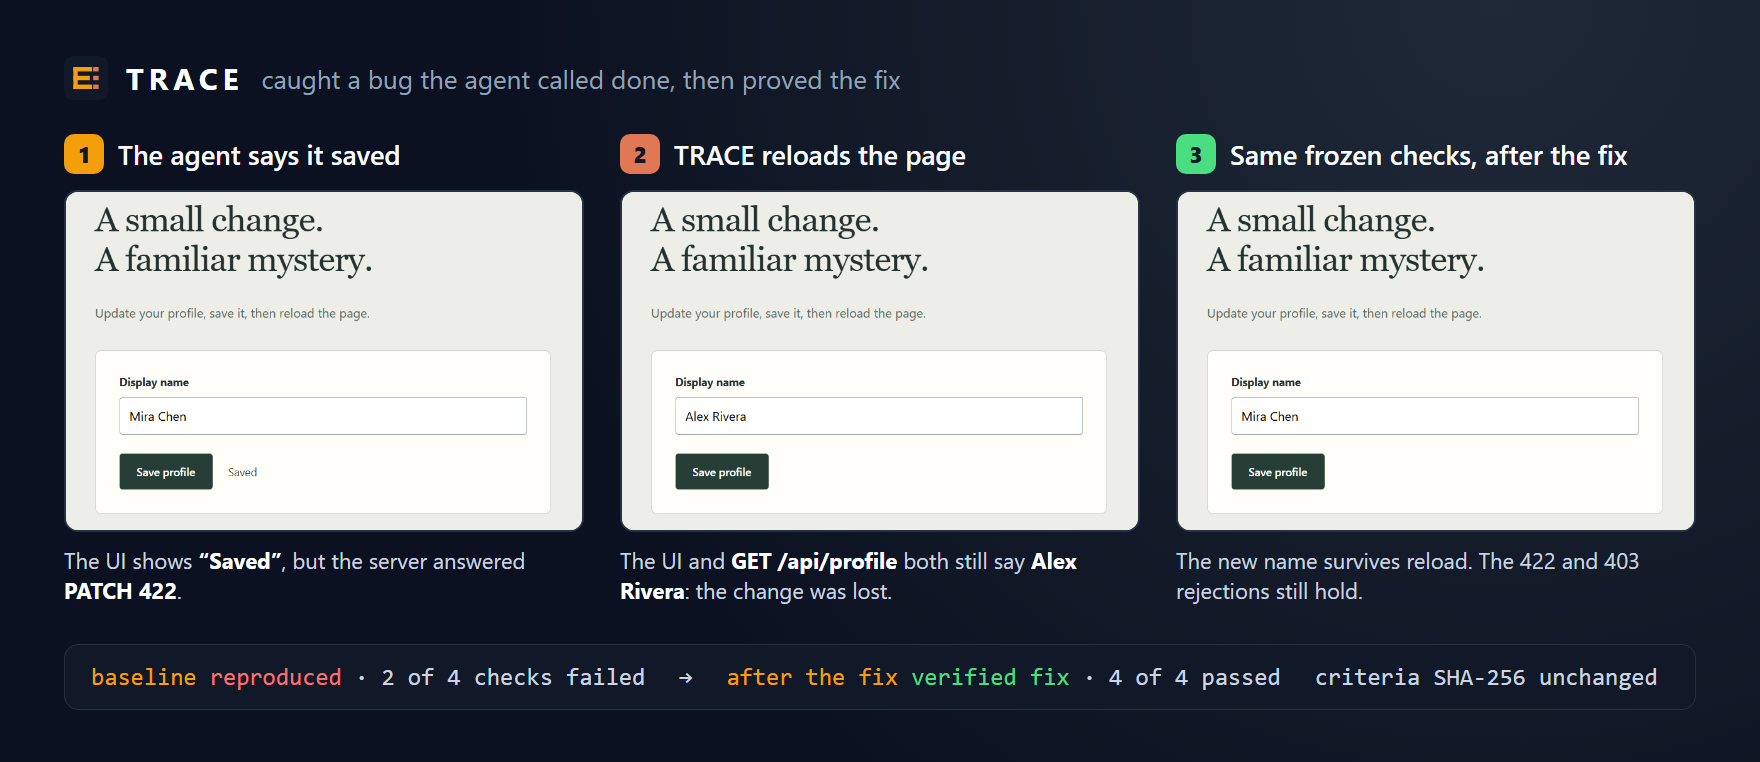 TRACE caught a bug the agent called done, then proved the fix
1 The agent says it saved
A small change.
A familiar mystery.
Update your profile, save it, then reload the page.
Display name
Mira Chen
Save profile Saved
The UI shows “Saved”, but the server answered
PATCH 422.
2 TRACE reloads the page
A small change.
A familiar mystery.
Update your profile, save it, then reload the page.
Display name
Alex Rivera
Save profile
The UI and GET /api/profile both still say Alex
Rivera: the change was lost.
3 Same frozen checks, after the fix
A small change.
A familiar mystery.
Update your profile, save it, then reload the page.
Display name
Mira Chen
Save profile
The new name survives reload. The 422 and 403
rejections still hold.
baseline reproduced · 2 of 4 checks failed → after the fix verified fix · 4 of 4 passed criteria SHA-256 unchanged